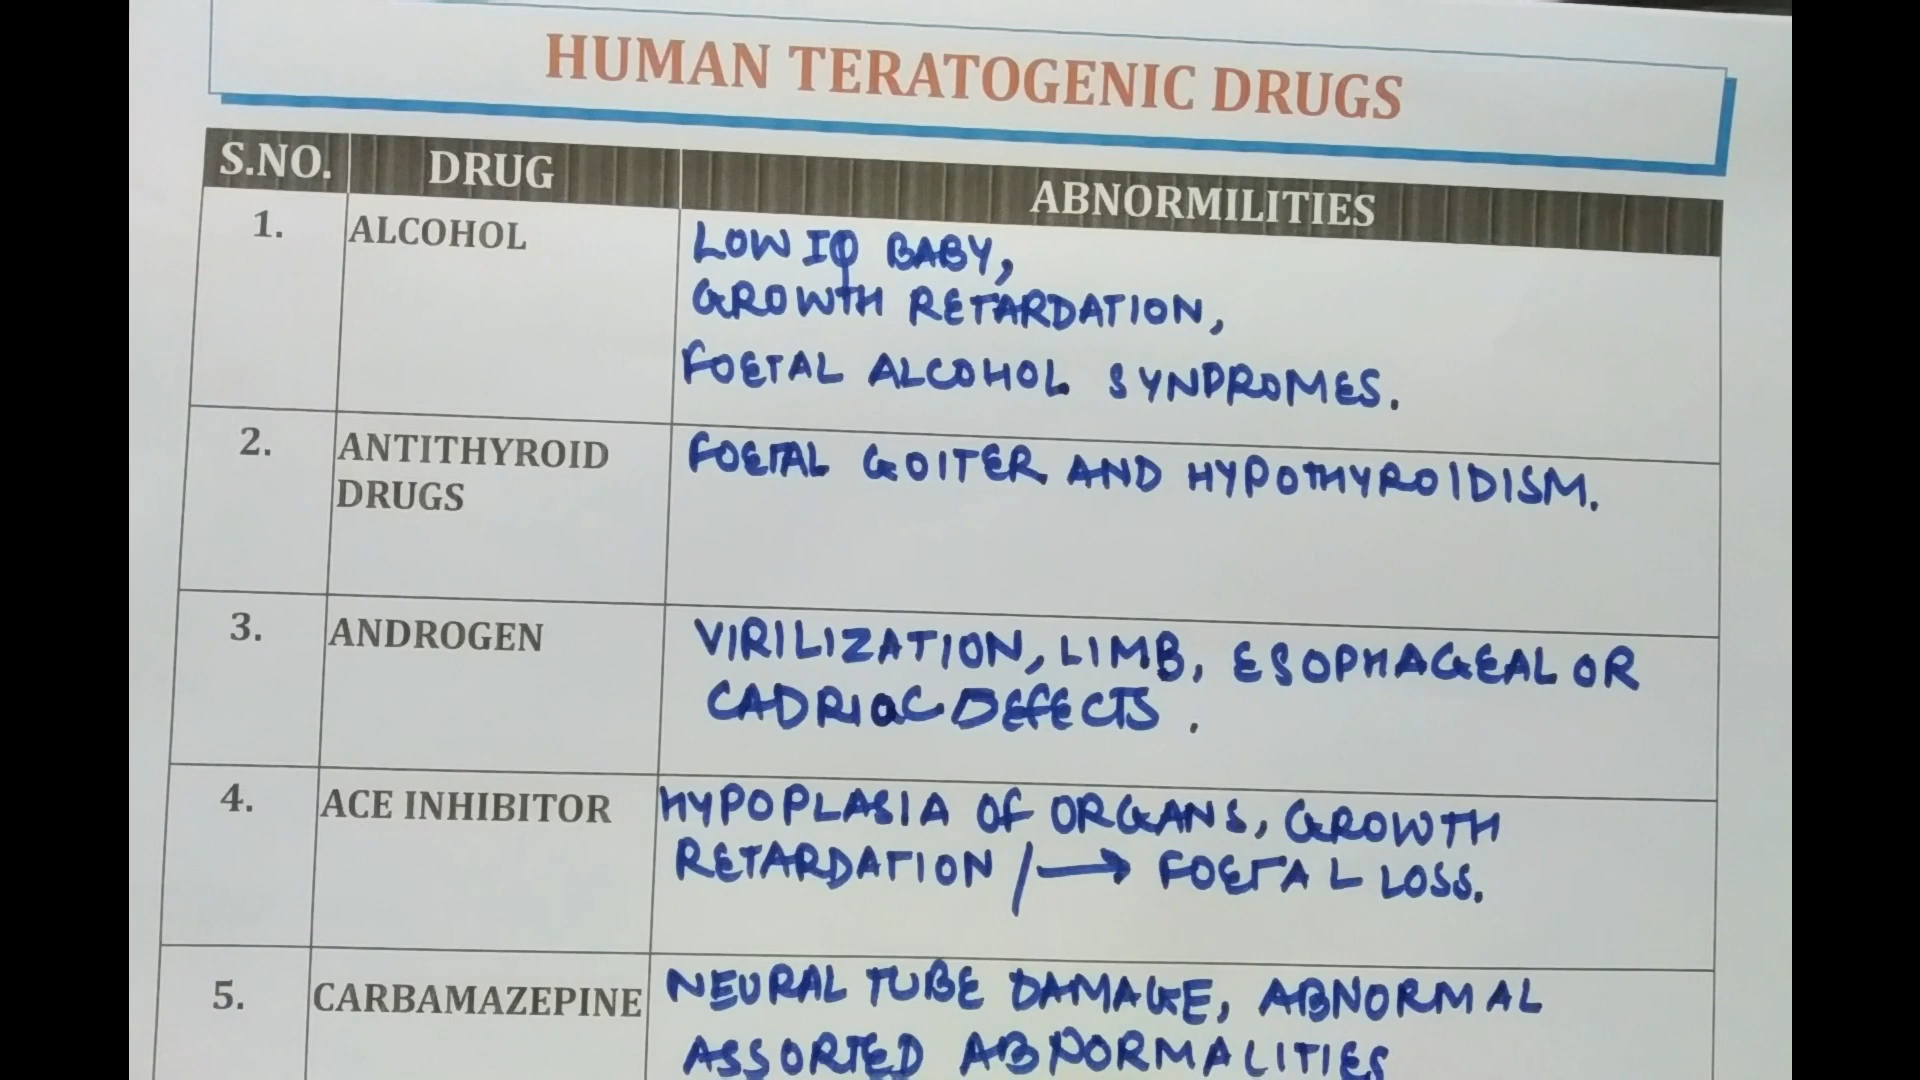 HUMAN TERATOGENIC DRUGS
S.NO. DRUG ABNORMILITIES
1. ALCOHOL LOW IQ BABY,
GROWTH RETARDATION,
FOETAL ALCOHOL SYNDROMES.
2. ANTITHYROID DRUGS FOETAL GOITER AND HYPOTHYROIDISM.
3. ANDROGEN VIRILIZATION, LIMB, ESOPHAGEAL OR
CADRIAC DEFECTS.
4. ACE INHIBITOR HYPOPLASIA OF ORGANS, GROWTH
RETARDATION / → FOETAL LOSS.
5. CARBAMAZEPINE NEURAL TUBE DAMAGE, ABNORMAL
ASSORTED ABNORMALITIES